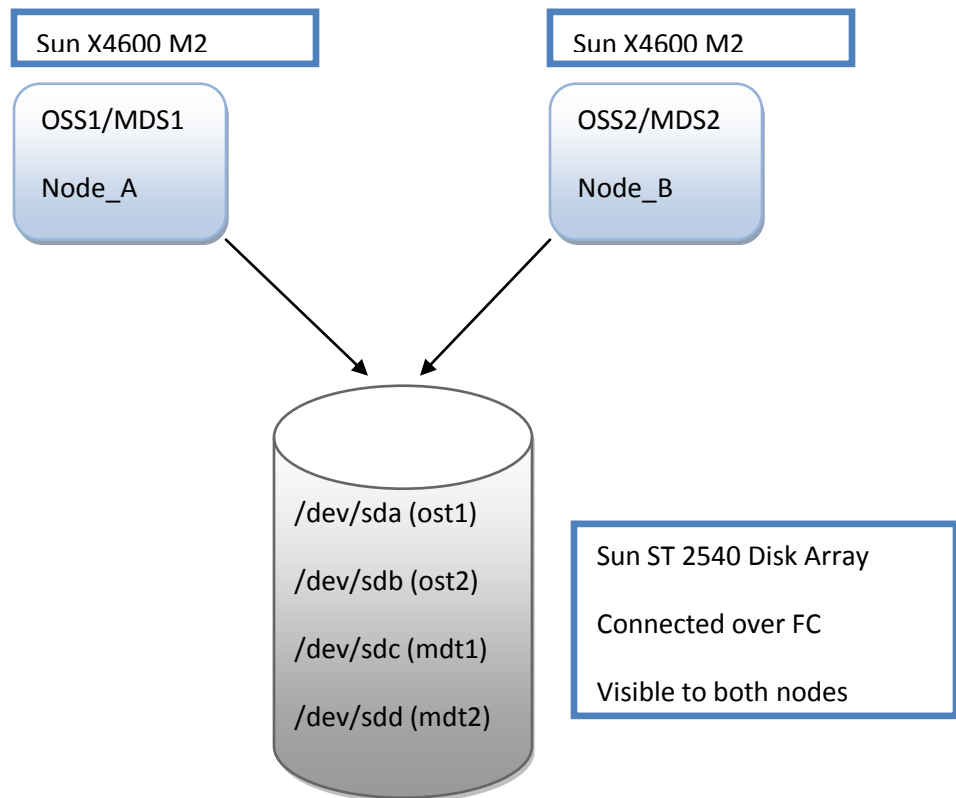 Sun X4600 M2
Sun X4600 M2
OSS1/MDS1
Node_A
OSS2/MDS2
Node_B
/dev/sda (ost1)
/dev/sdb (ost2)
/dev/sdc (mdt1)
/dev/sdd (mdt2)
Sun ST 2540 Disk Array
Connected over FC
Visible to both nodes